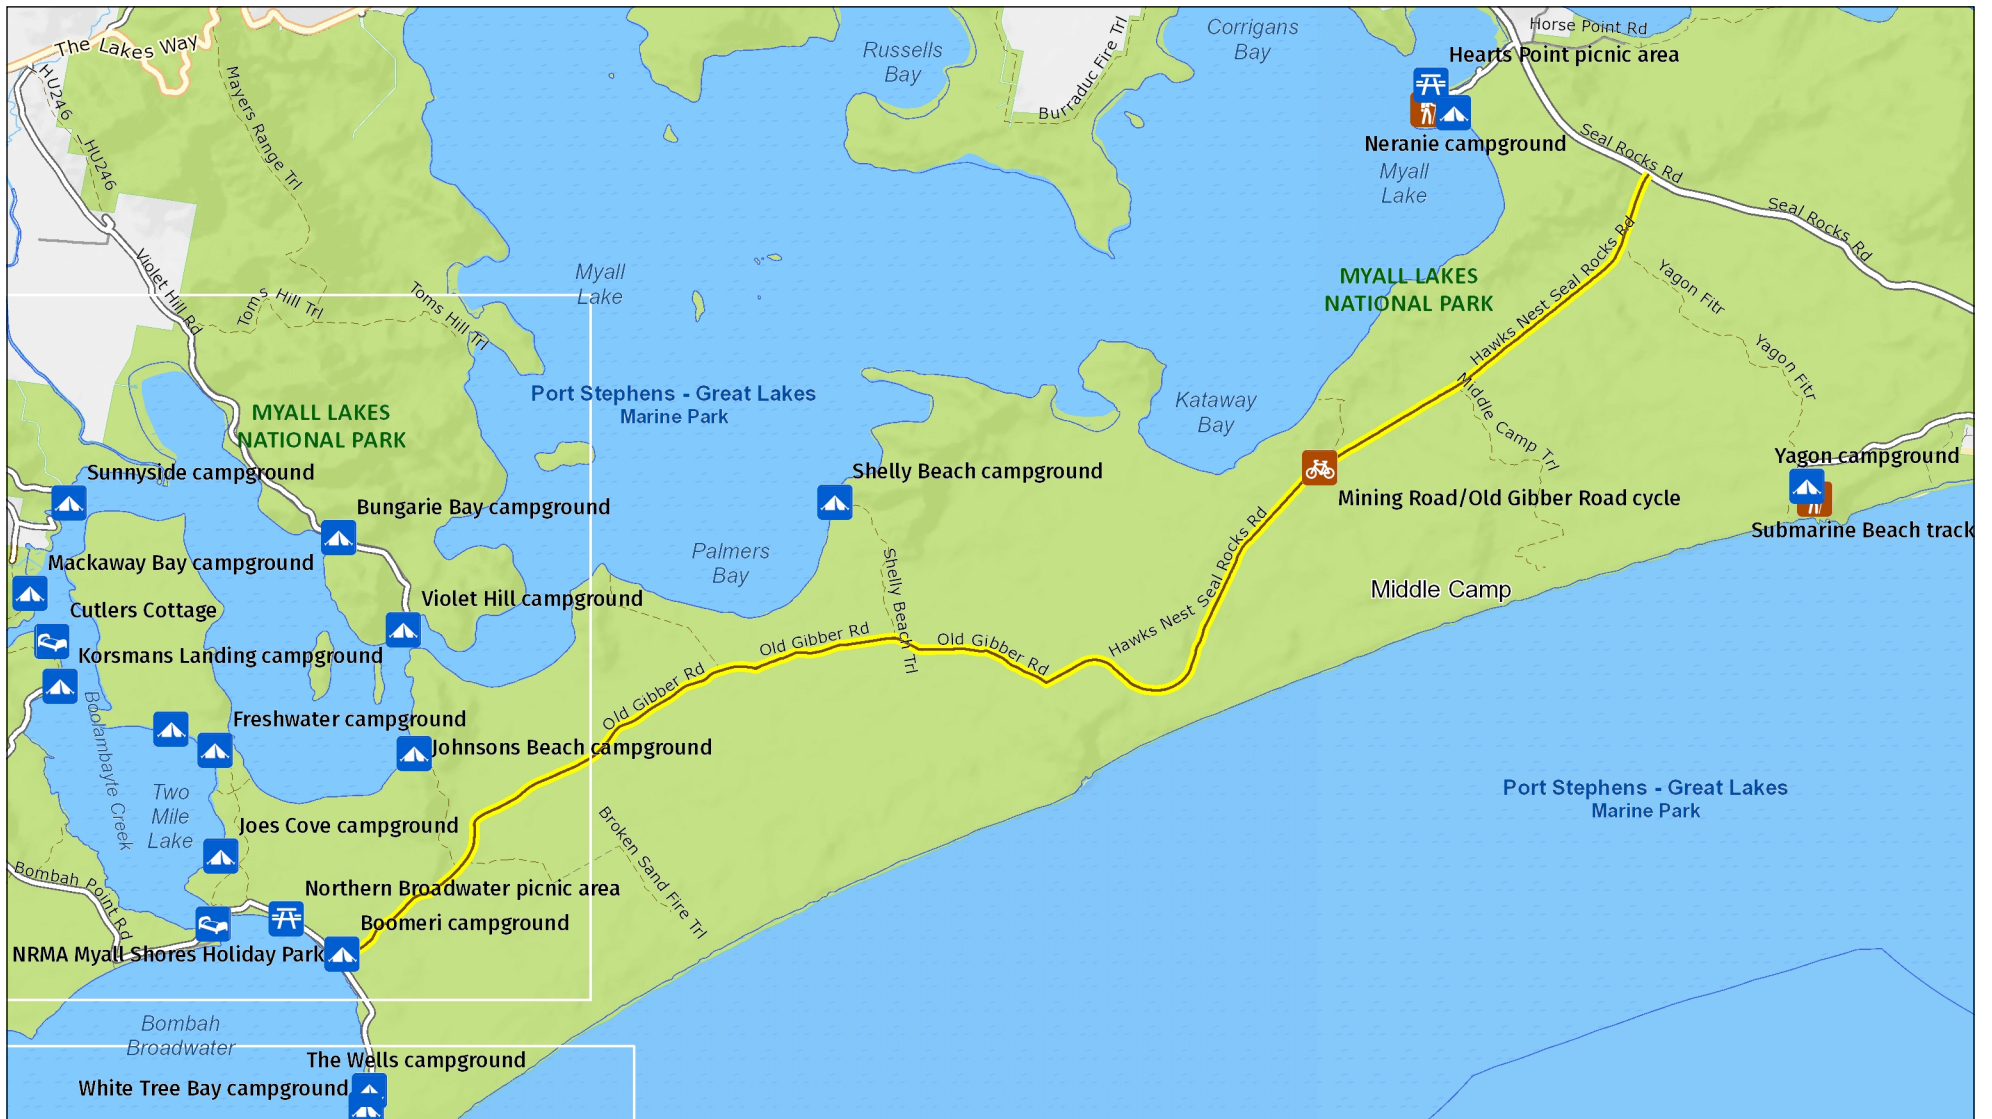 The Lakes Way
HU246
HU246
Mayers Range Trl
Russells
Bay
Burraduc Fire Trl
Corrigans
Bay
Horse Point Rd
Hearts Point picnic area
Neranie campground
Myall
Lake
Seal Rocks Rd
Seal Rocks Rd
Violet Hill Rd
Toms Hill Trl
Toms Hill Trl
Myall
Lake
MYALL LAKES
NATIONAL PARK
Hawks Nest Seal Rocks Rd
Yagon Fitr
Yagon Fitr
Port Stephens - Great Lakes
Marine Park
MYALL LAKES
NATIONAL PARK
Kataway
Bay
Middle Camp Trl
Sunnyside campground
Shelly Beach campground
Yagon campground
Mining Road/Old Gibber Road cycle
Bungarie Bay campground
Submarine Beach track
Palmers
Bay
Mackaway Bay campground
Shelly Beach Trl
Hawks Nest Seal Rocks Rd
Middle Camp
Violet Hill campground
Cutlers Cottage
Old Gibber Rd
Old Gibber Rd
Old Gibber Rd
Korsmans Landing campground
Boolambayte Creek
Freshwater campground
Johnsons Beach campground
Two
Mile
Lake
Port Stephens - Great Lakes
Marine Park
Joes Cove campground
Broken Sand Fire Trl
Bombah Point Rd
Northern Broadwater picnic area
Boomeri campground
NRMA Myall Shores Holiday Park
Bombah
Broadwater
The Wells campground
White Tree Bay campground